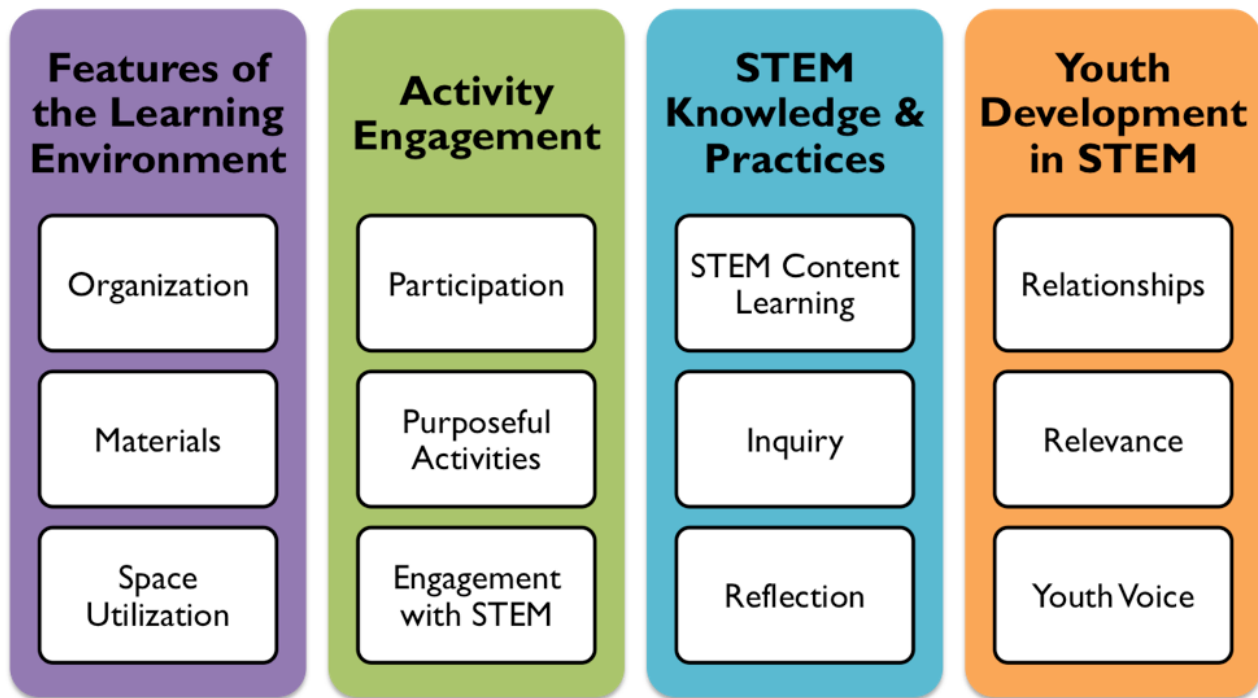 Features of
the Learning
Environment
Organization
Materials
Space
Utilization
Activity
Engagement
Participation
Purposeful
Activities
Engagement
with STEM
STEM
Knowledge &
Practices
STEM Content
Learning
Inquiry
Reflection
Youth
Development
in STEM
Relationships
Relevance
Youth Voice